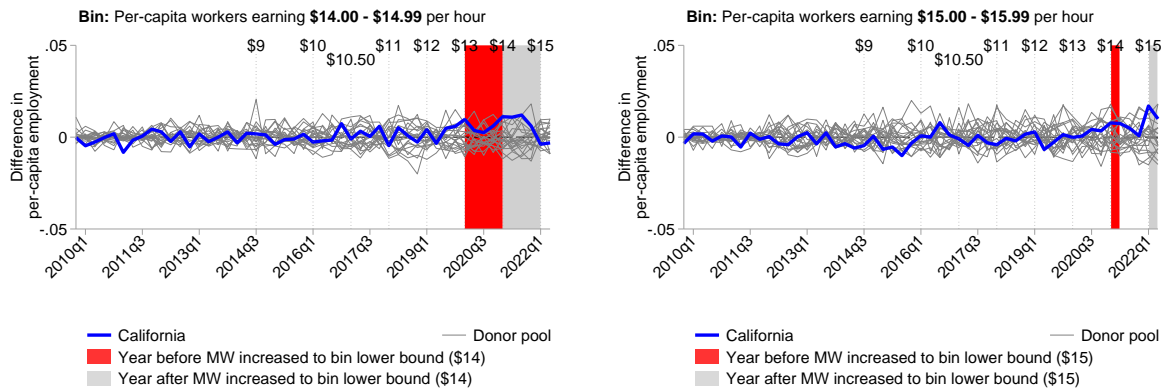 Bin: Per-capita workers earning $14.00 - $14.99 per hour
Difference in
per-capita employment
.05
0
-.05
$9
$10
$10.50
$11
$12
$13
$14
$15
2010q1
2011q3
2013q1
2014q3
2016q1
2017q3
2019q1
2020q3
2022q1
California
Donor pool
Year before MW increased to bin lower bound ($14)
Year after MW increased to bin lower bound ($14)
Bin: Per-capita workers earning $15.00 - $15.99 per hour
Difference in
per-capita employment
.05
0
-.05
$9
$10
$10.50
$11
$12
$13
$14
$15
2010q1
2011q3
2013q1
2014q3
2016q1
2017q3
2019q1
2020q3
2022q1
California
Donor pool
Year before MW increased to bin lower bound ($15)
Year after MW increased to bin lower bound ($15)